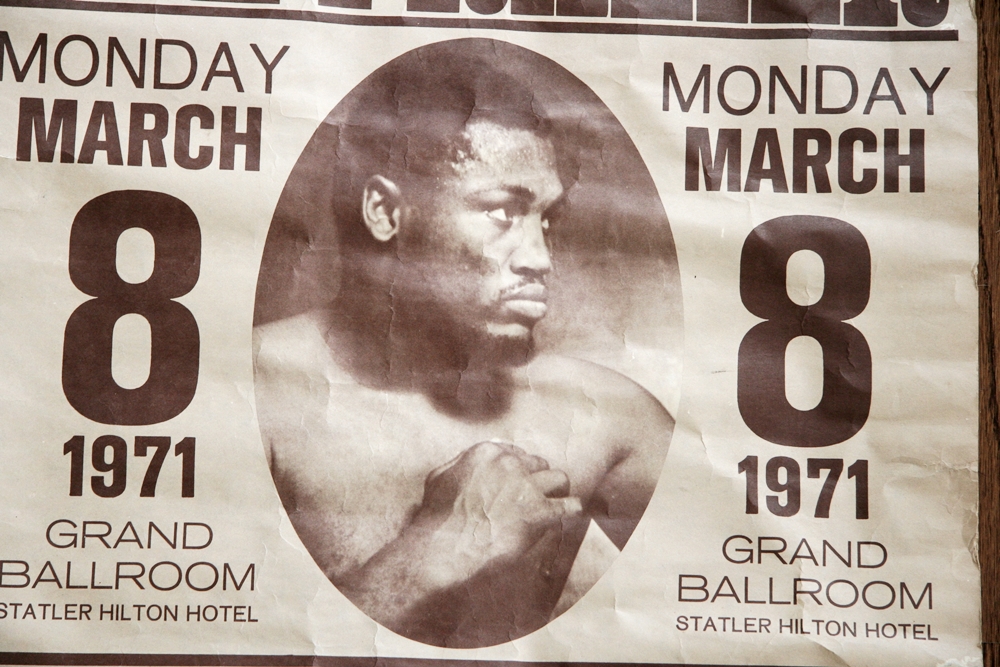 MONDAY
MARCH
8
1971
GRAND
BALLROOM
STATLER HILTON HOTEL
MONDAY
MARCH
8
1971
GRAND
BALLROOM
STATLER HILTON HOTEL